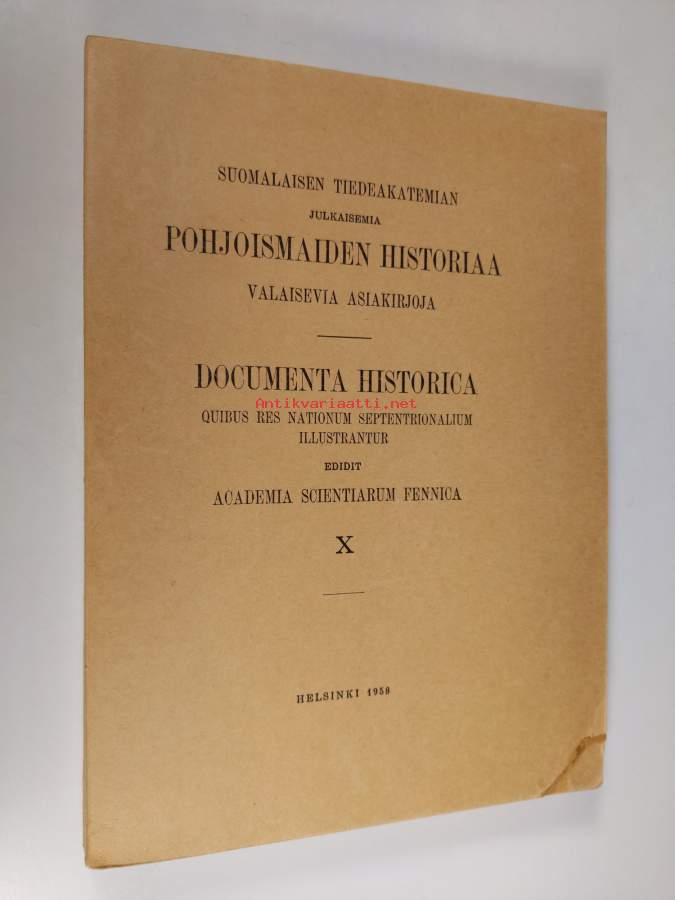 SUOMALAISEN TIEDEAKATEMIAN
JULKAISEMIA
POHJOISMAIDEN HISTORIAA
VALAISEVIA ASIAKIRJOJA
DOCUMENTA HISTORICA
Antikvariaatti.net
QUIBUS RES NATIONUM SEPTENTRIONALIUM
ILLUSTRANTUR
EDIDIT
ACADEMIA SCIENTIARUM FENNICA
X
HELSINKI 1958